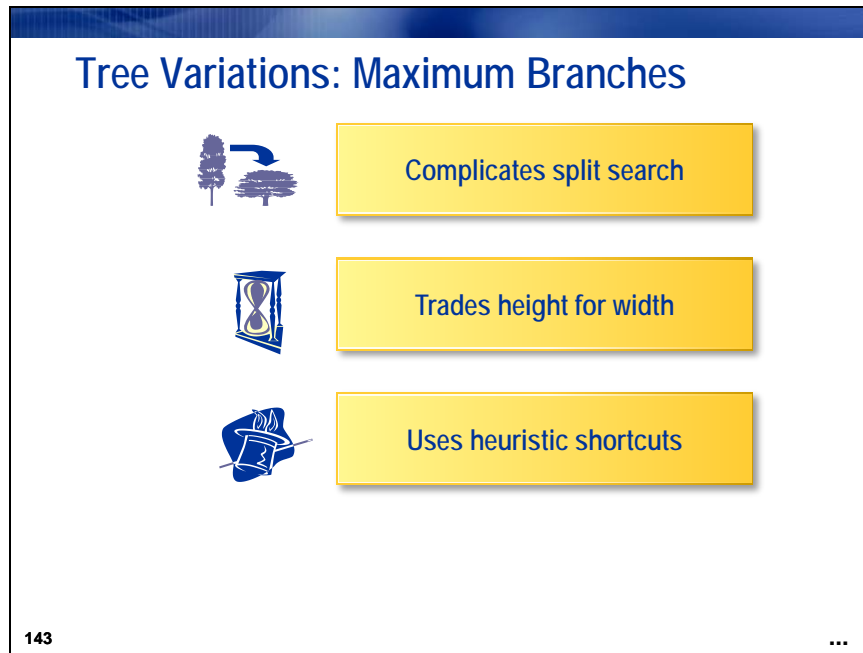 Tree Variations: Maximum Branches
Complicates split search
Trades height for width
Uses heuristic shortcuts
143
...